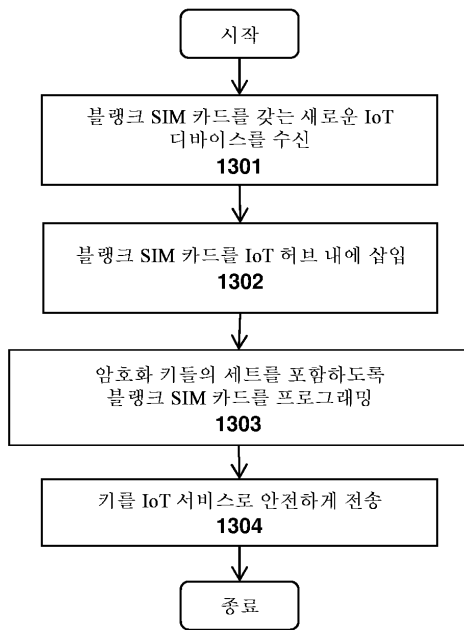 시작
블랭크 SIM 카드를 갖는 새로운 IoT
디바이스를 수신
1301
블랭크 SIM 카드를 IoT 허브 내에 삽입
1302
암호화 키들의 세트를 포함하도록
블랭크 SIM 카드를 프로그래밍
1303
키를 IoT 서비스로 안전하게 전송
1304
종료